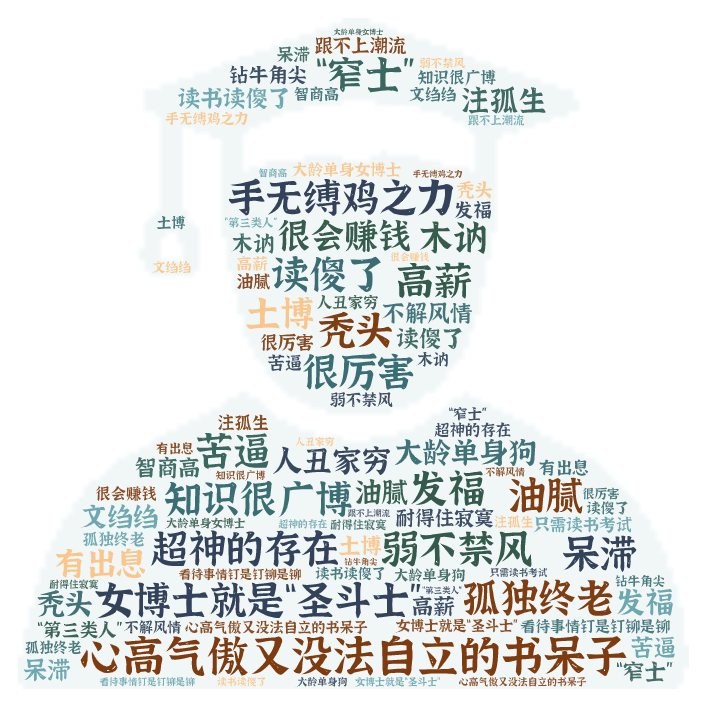 大龄单身女博士
呆滞 跟不上潮流
钻牛角尖 “窄士” 弱不禁风
知识很广博
读书读傻了 智商高 文绉绉 注孤生
手无缚鸡之力 跟不上潮流
智商高 大龄单身女博士 手无缚鸡之力
手无缚鸡之力 秃头
发福
土博 “第三类人”
木讷 很会赚钱 木讷
很会赚钱
文绉绉 高薪 读傻了 高薪
油腻
人丑家穷
土博 秃头 不解风情
很厉害 读傻了
苦逼 很厉害 木讷
弱不禁风
“窄士”
注孤生 超神的存在
有出息 苦逼 人丑家穷 大龄单身狗
智商高 人丑家穷 不解风情 有出息
知识很广博
很会赚钱 知识很广博 油腻 发福 油腻 很厉害
读傻了
文绉绉 大龄单身女博士 超神的存在 跟不上潮流 耐得住寂寞 耐得住寂寞 注孤生 只需读书考试
孤独终老 超神的存在 土博 弱不禁风 呆滞
有出息 钻牛角尖
看待事情钉是钉铆是铆 读书读傻了 大龄单身狗 只需读书考试
耐得住寂寞 钻牛角尖
秃头 女博士就是“圣斗士” “第三类人” 高薪 孤独终老 发福
“第三类人” 不解风情 心高气傲又没法自立的书呆子 女博士就是“圣斗士” 看待事情钉是钉铆是铆
孤独终老 心高气傲又没法自立的书呆子 苦逼
呆滞 “窄士”
看待事情钉是钉铆是铆 读书读傻了 大龄单身狗 女博士就是“圣斗士” 心高气傲又没法自立的书呆子